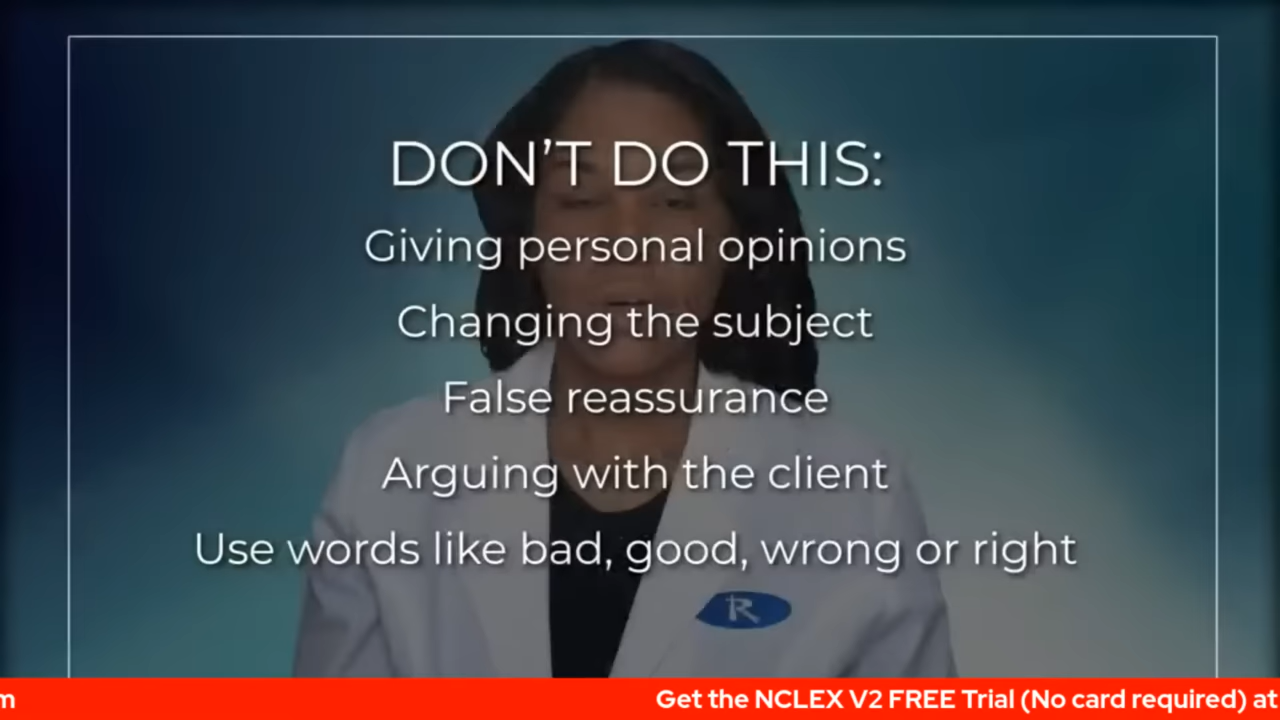 DON’T DO THIS:
Giving personal opinions
Changing the subject
False reassurance
Arguing with the client
Use words like bad, good, wrong or right
R
m Get the NCLEX V2 FREE Trial (No card required) at